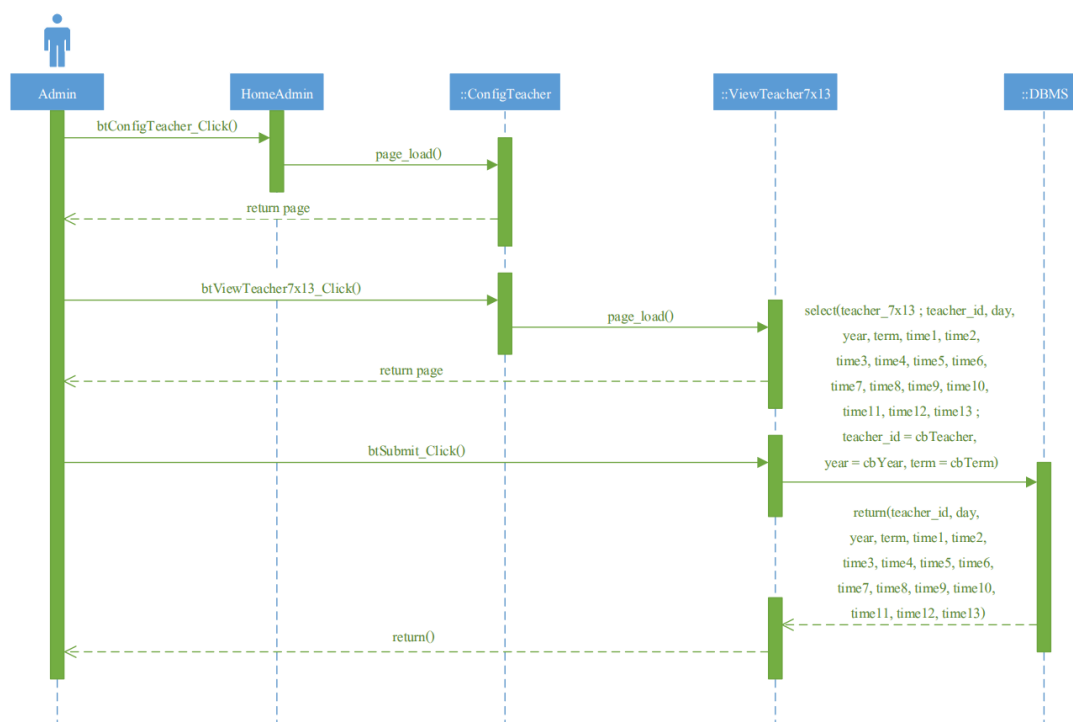 Admin
HomeAdmin
::ConfigTeacher
::ViewTeacher7x13
::DBMS
btConfigTeacher_Click()
page_load()
return page
btViewTeacher7x13_Click()
page_load()
select(teacher_7x13 ; teacher_id, day,
year, term, time1, time2,
time3, time4, time5, time6,
time7, time8, time9, time10,
time11, time12, time13 ;
teacher_id = cbTeacher,
year = cbYear, term = cbTerm)
return page
btSubmit_Click()
return(teacher_id, day,
year, term, time1, time2,
time3, time4, time5, time6,
time7, time8, time9, time10,
time11, time12, time13)
return()